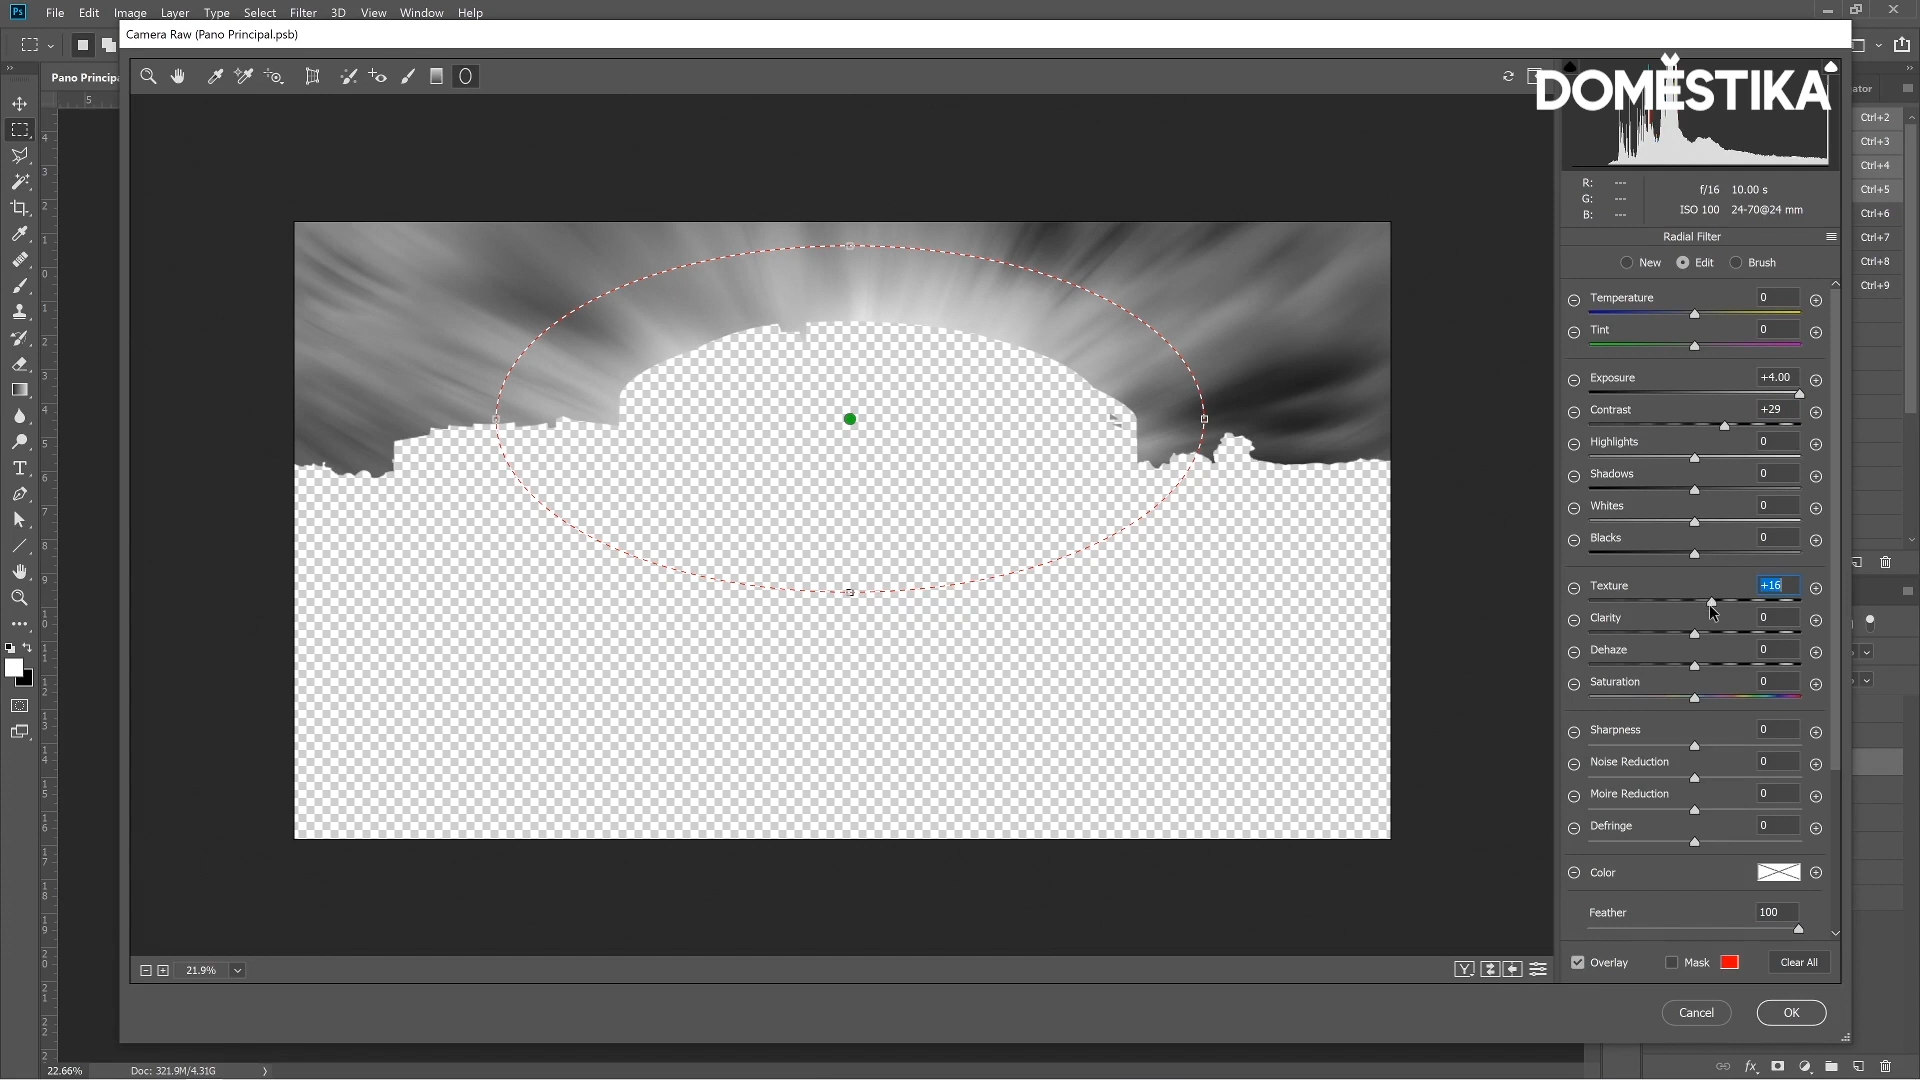 Ps File Edit Image Layer Type Select Filter 3D View Window Help
Camera Raw (Pano Principal.psb)
DOMESTIKA
Pano Principa
ator
Ctrl+2
Ctrl+3
Ctrl+4
Ctrl+5
Ctrl+6
Ctrl+7
Ctrl+8
Ctrl+9
R: ---
G: ---
B: ---
f/16 10.00 s
ISO 100 24-70@24 mm
Radial Filter
New Edit Brush
Temperature 0
Tint 0
Exposure +4.00
Contrast +29
Highlights 0
Shadows 0
Whites 0
Blacks 0
Texture +16
Clarity 0
Dehaze 0
Saturation 0
Sharpness 0
Noise Reduction 0
Moire Reduction 0
Defringe 0
Color
Feather 100
Overlay Mask Clear All
21.9%
Cancel OK
22.66% Doc: 321.9M/4.31G